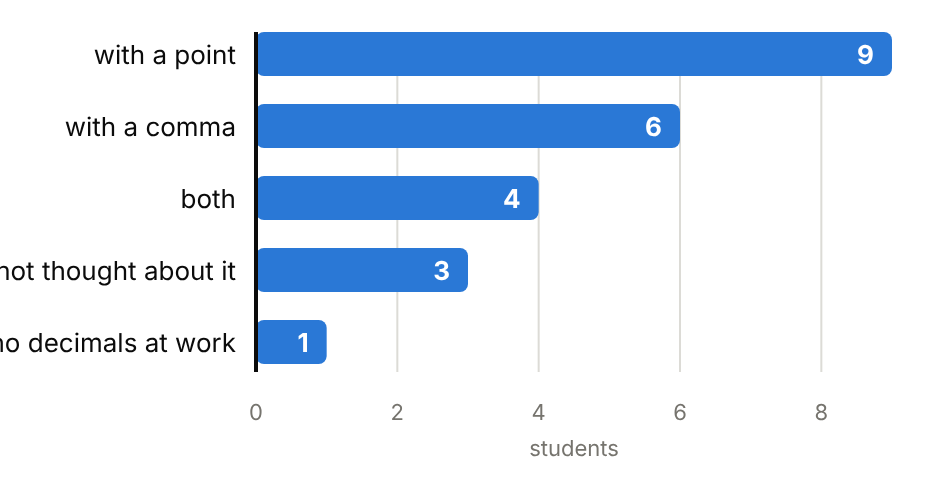 with a point
9
with a comma
6
both
4
not thought about it
3
no decimals at work
1
0 2 4 6 8
students